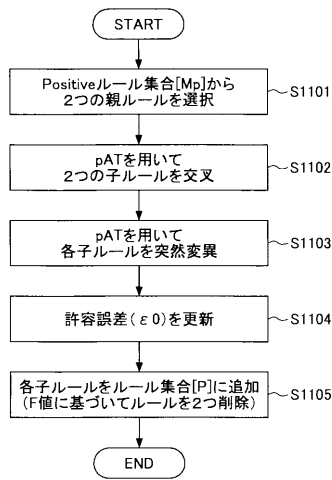 START
Positiveルール集合[Mp]から
2つの親ルールを選択
S1101
pATを用いて
2つの子ルールを交叉
S1102
pATを用いて
各子ルールを突然変異
S1103
許容誤差(ε0)を更新
S1104
各子ルールをルール集合[P]に追加
(F値に基づいてルールを2つ削除)
S1105
END